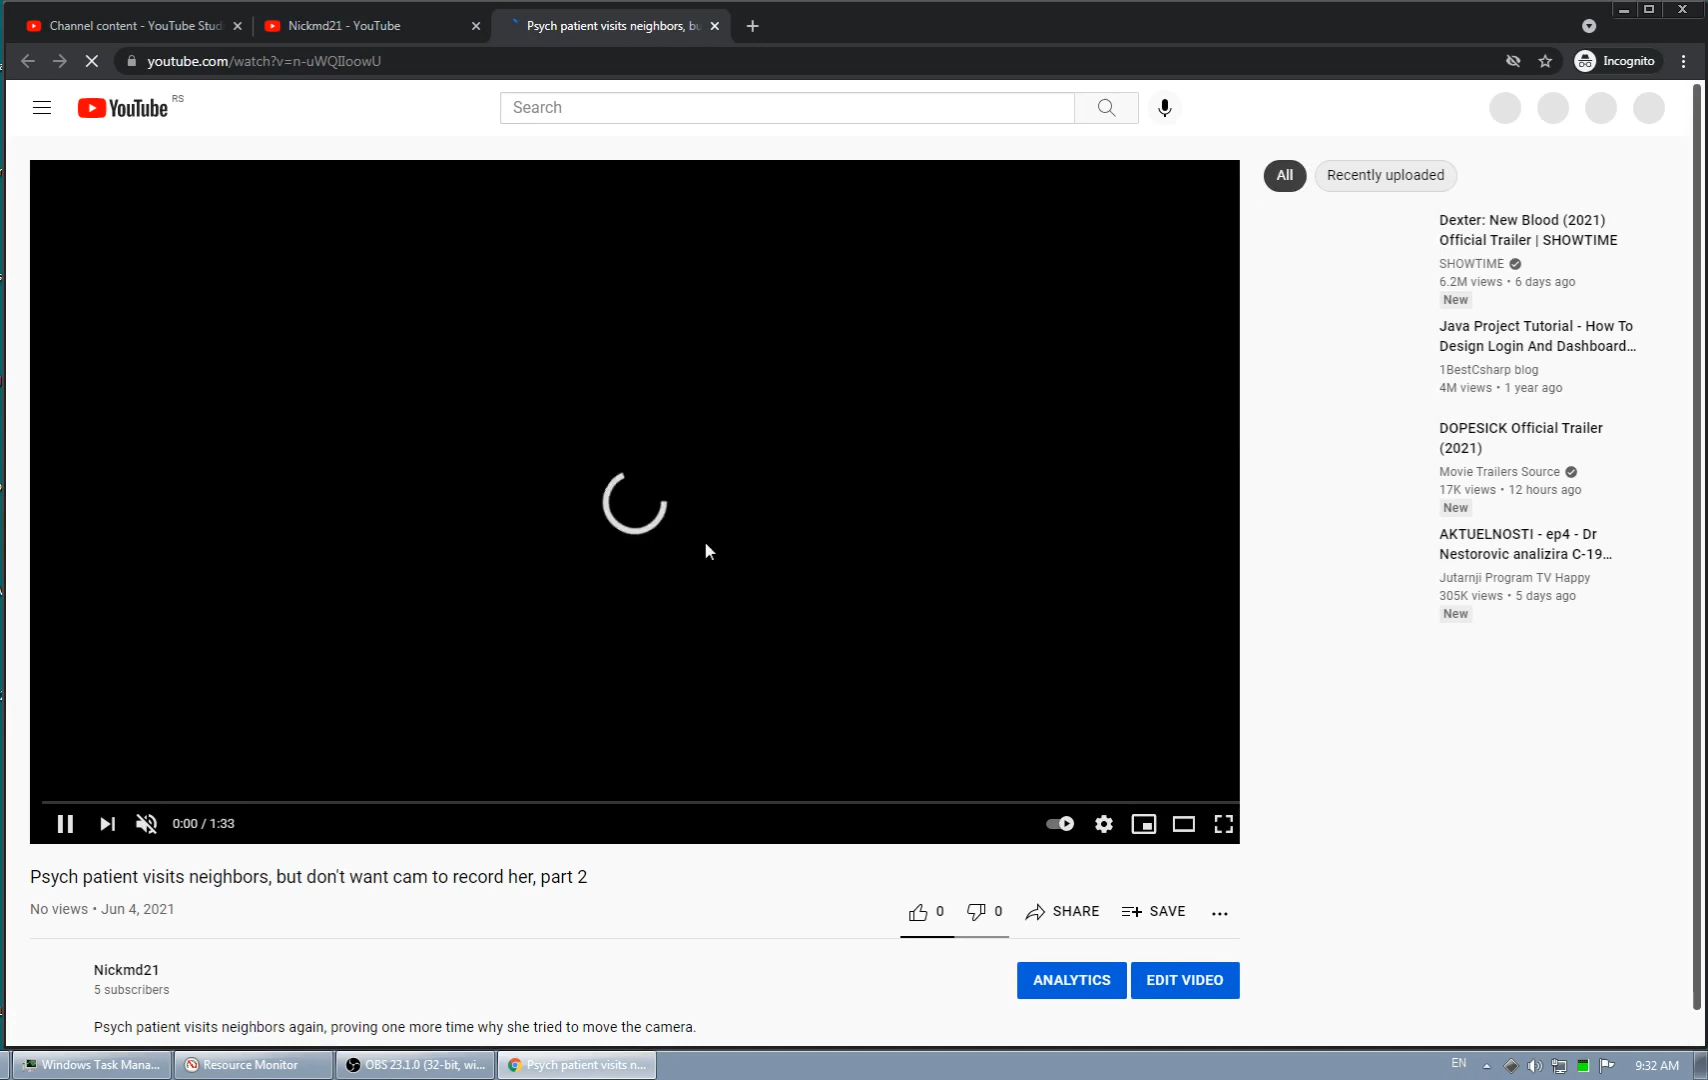 Channel content - YouTube Stud
Nickmd21 - YouTube
Psych patient visits neighbors, bu
youtube.com/watch?v=n-uWQIIoowU
Incognito
YouTube RS
Search
All
Recently uploaded
Dexter: New Blood (2021)
Official Trailer | SHOWTIME
SHOWTIME
6.2M views • 6 days ago
New
Java Project Tutorial - How To
Design Login And Dashboard...
1BestCsharp blog
4M views • 1 year ago
DOPESICK Official Trailer
(2021)
Movie Trailers Source
17K views • 12 hours ago
New
AKTUELNOSTI - ep4 - Dr
Nestorovic analizira C-19...
Jutarnji Program TV Happy
305K views • 5 days ago
New
0:00 / 1:33
Psych patient visits neighbors, but don't want cam to record her, part 2
No views • Jun 4, 2021
0
0
SHARE
SAVE
Nickmd21
5 subscribers
ANALYTICS
EDIT VIDEO
Psych patient visits neighbors again, proving one more time why she tried to move the camera.
Windows Task Mana...
Resource Monitor
OBS 23.1.0 (32-bit, wi...
Psych patient visits n...
EN
9:32 AM